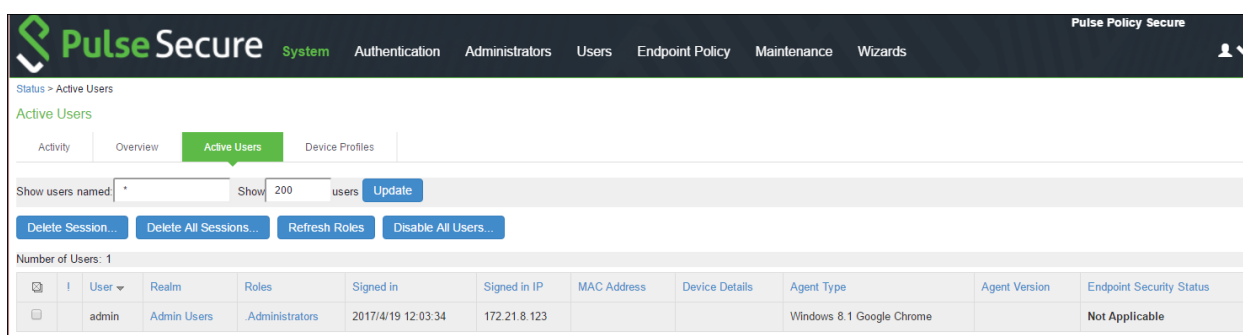 Pulse Policy Secure
Pulse Secure System Authentication Administrators Users Endpoint Policy Maintenance Wizards
Status > Active Users
Active Users
Activity Overview Active Users Device Profiles
Show users named: * Show 200 users Update
Delete Session... Delete All Sessions... Refresh Roles Disable All Users...
Number of Users: 1
! User Realm Roles Signed in Signed in IP MAC Address Device Details Agent Type Agent Version Endpoint Security Status
admin Admin Users .Administrators 2017/4/19 12:03:34 172.21.8.123 Windows 8.1 Google Chrome Not Applicable